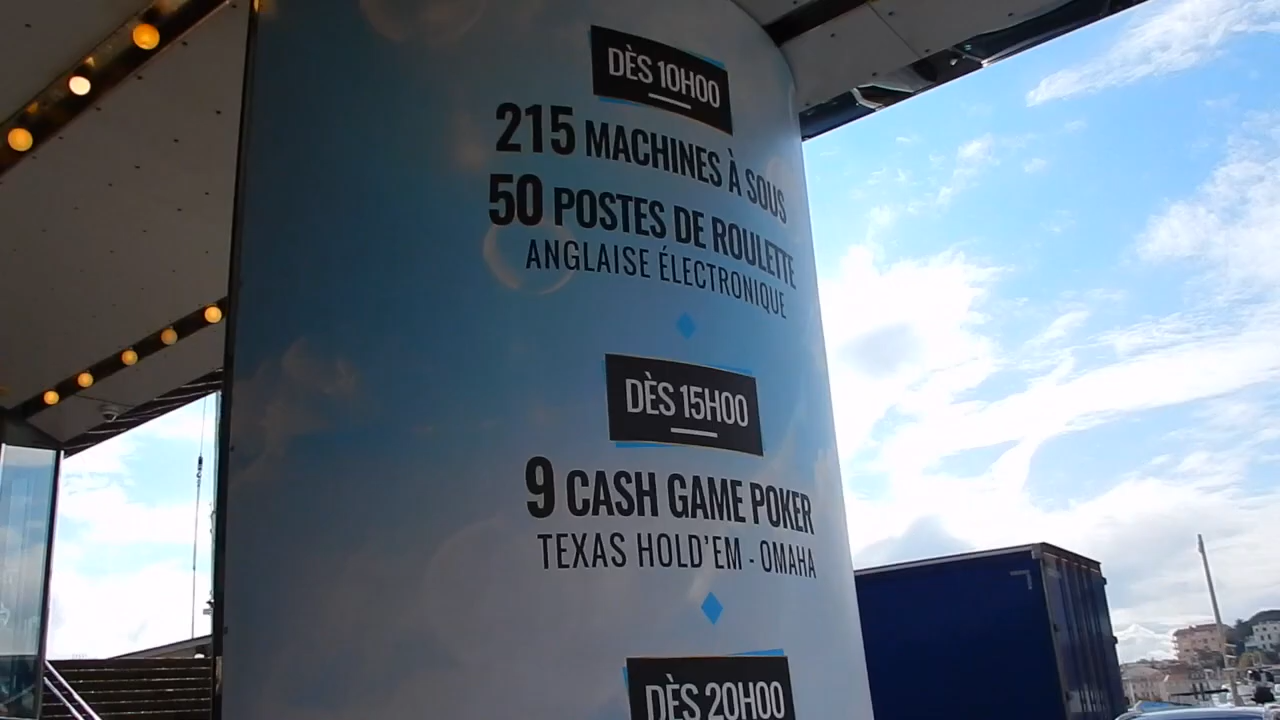 DÈS 10H00
215 MACHINES À SOUS
50 POSTES DE ROULETTE
ANGLAISE ÉLECTRONIQUE
DÈS 15H00
9 CASH GAME POKER
TEXAS HOLD'EM - OMAHA
DÈS 20H00